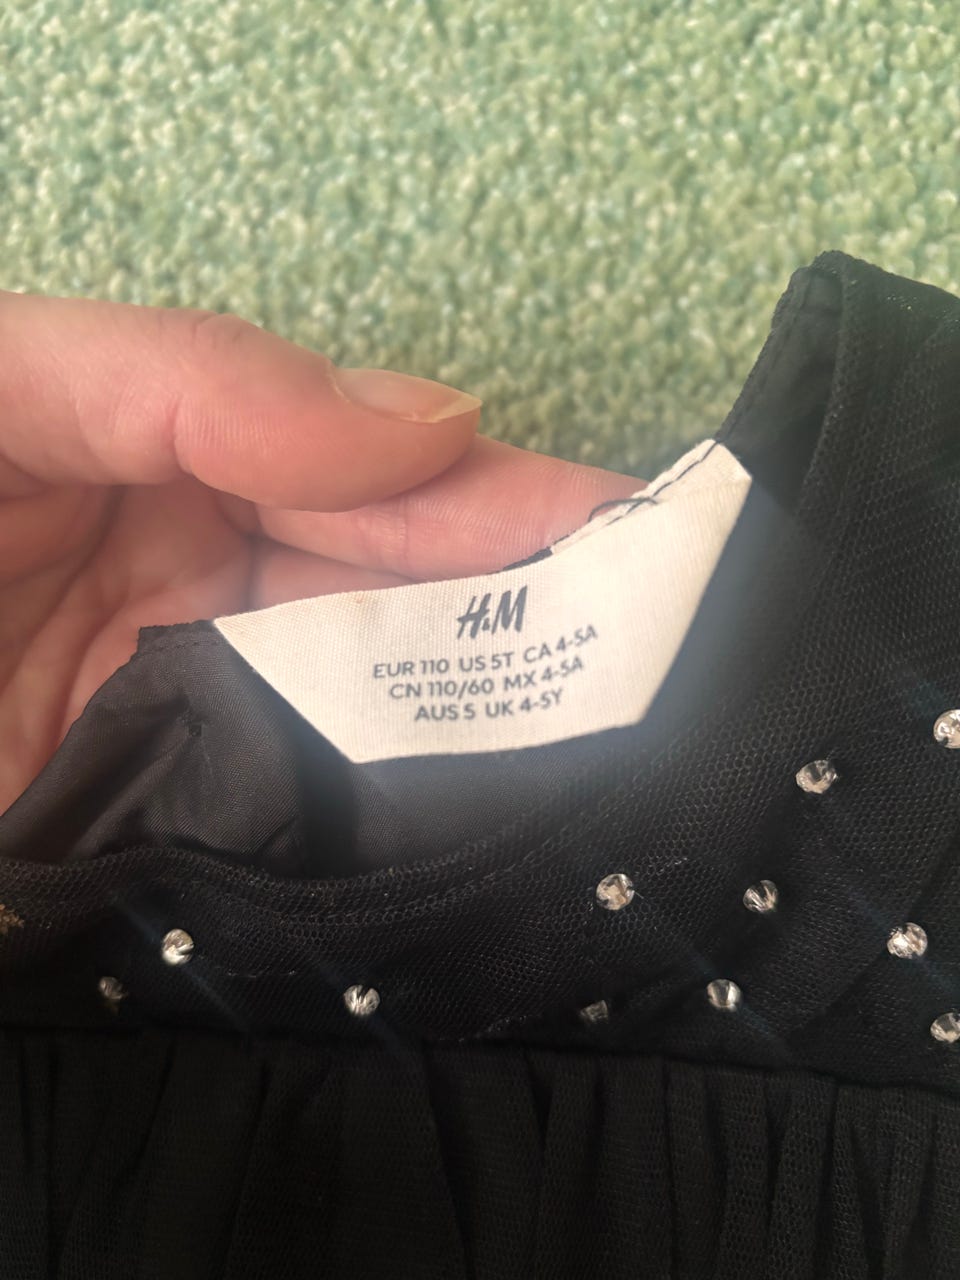 H&M
EUR 110 US 5T CA 4-5A
CN 110/60 MX 4-5A
AUS 5 UK 4-5Y